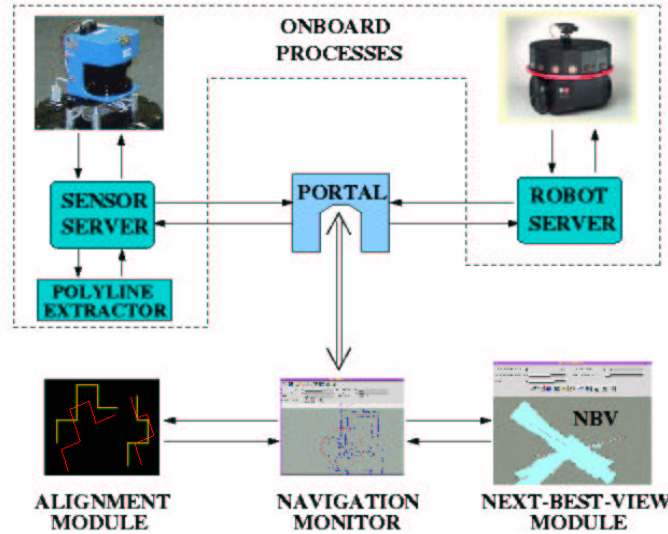 ONBOARD
PROCESSES
SENSOR
SERVER
PORTAL
ROBOT
SERVER
POLYLINE
EXTRACTOR
NBV
ALIGNMENT
MODULE
NAVIGATION
MONITOR
NEXT-BEST-VIEW
MODULE